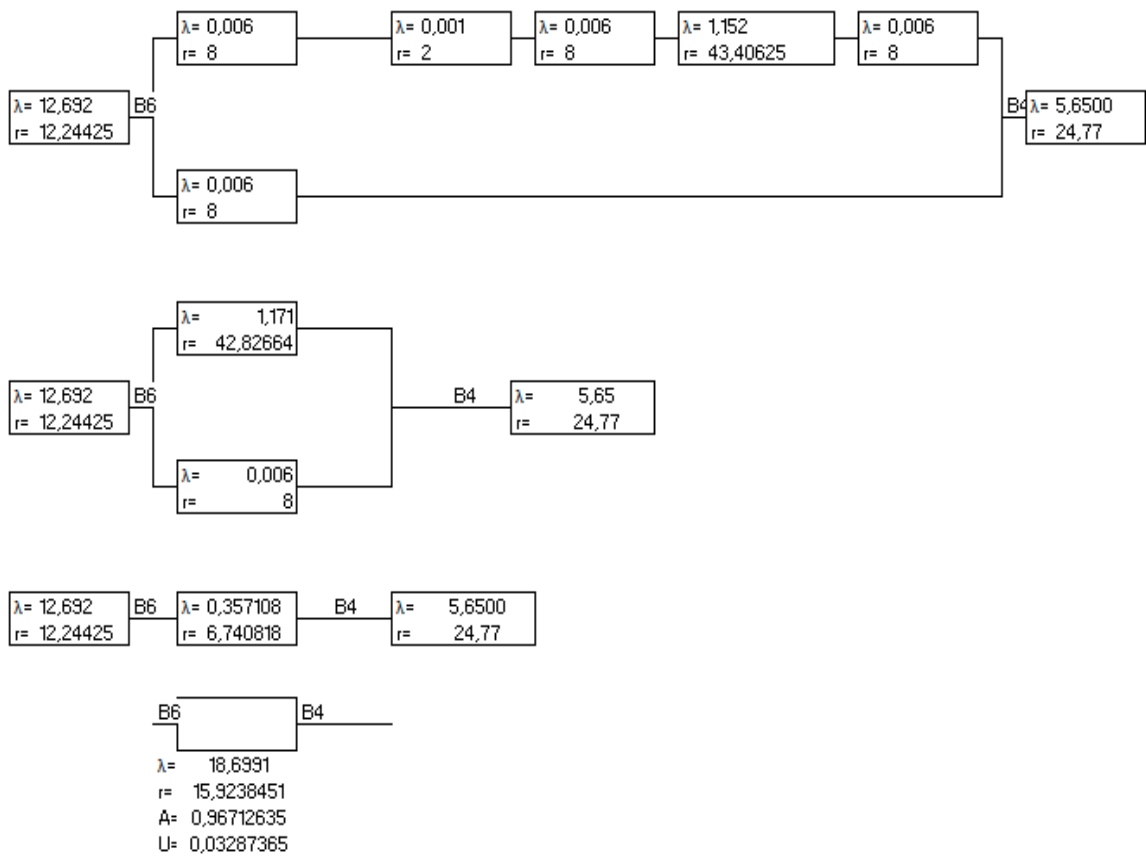 λ= 0,006
r= 8
λ= 0,001
r= 2
λ= 0,006
r= 8
λ= 1,152
r= 43,40625
λ= 0,006
r= 8
λ= 12,692
r= 12,24425
B6
B4
λ= 5,6500
r= 24,77
λ= 0,006
r= 8
λ= 1,171
r= 42,82664
λ= 12,692
r= 12,24425
B6
B4
λ= 5,65
r= 24,77
λ= 0,006
r= 8
λ= 12,692
r= 12,24425
B6
λ= 0,357108
r= 6,740818
B4
λ= 5,6500
r= 24,77
B6
B4
λ= 18,6991
r= 15,9238451
A= 0,96712635
U= 0,03287365